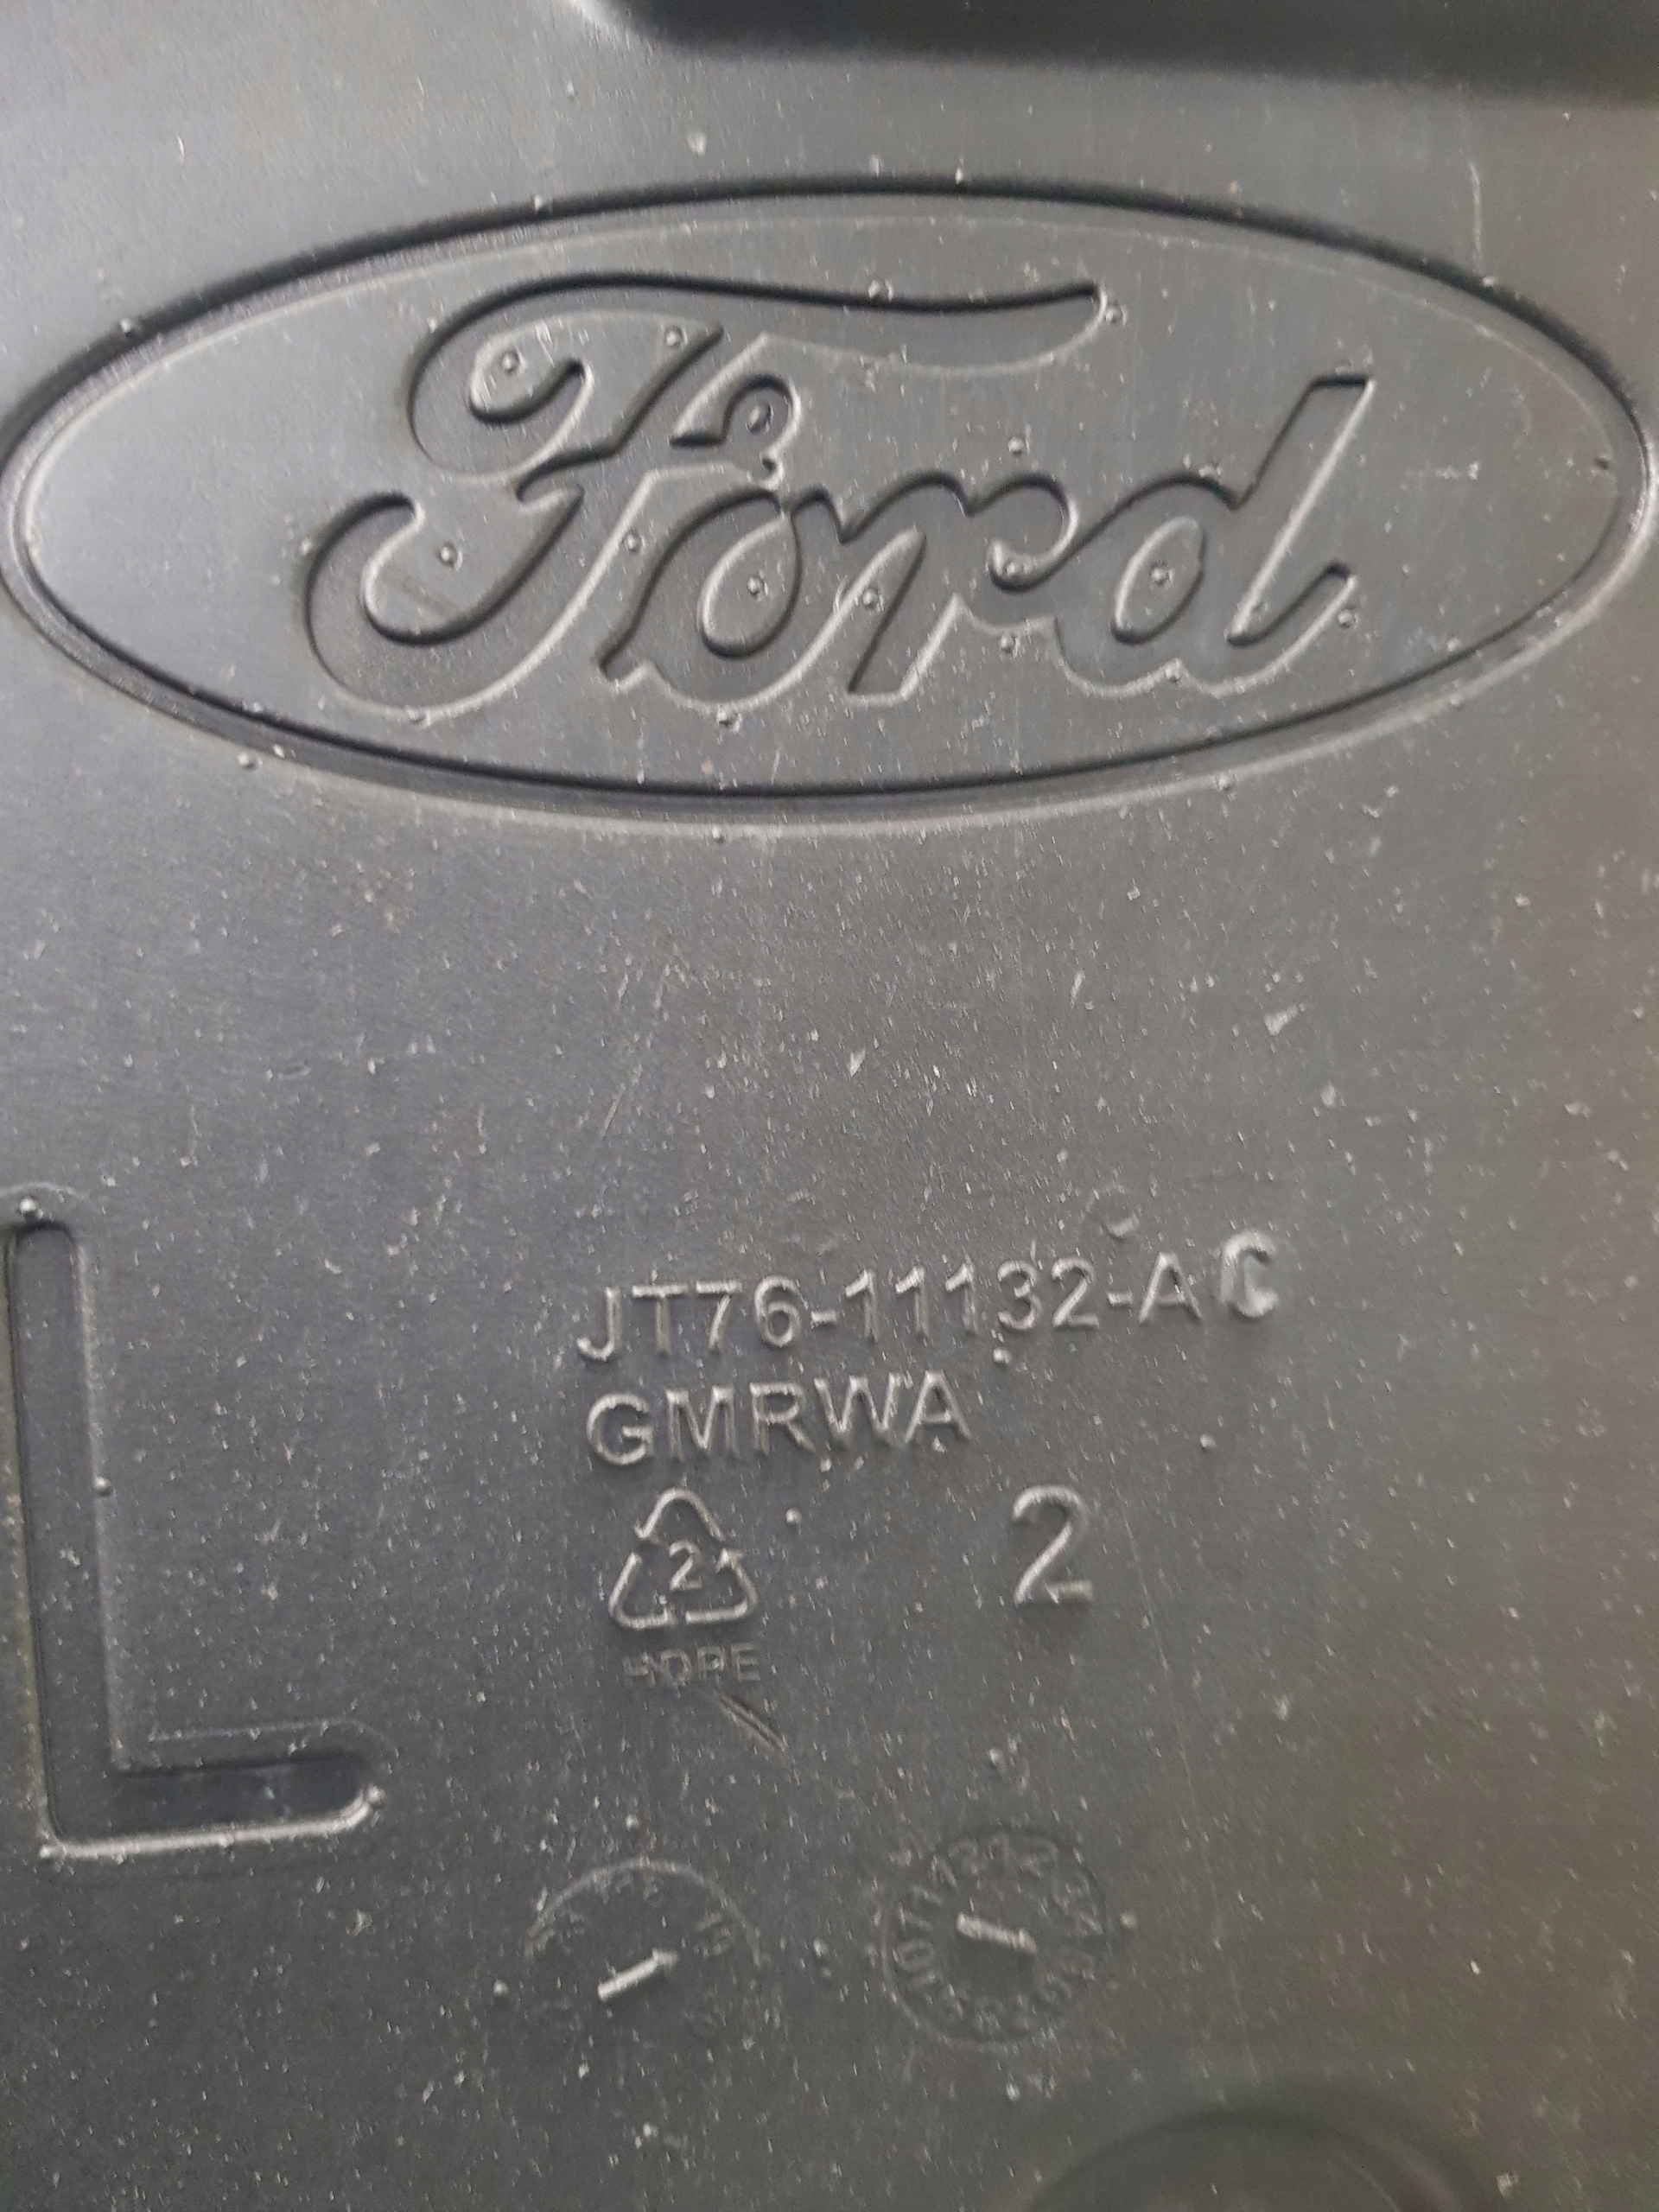 Ford
JT76-11132-AC
GMRWA
2
2
HDPE
L